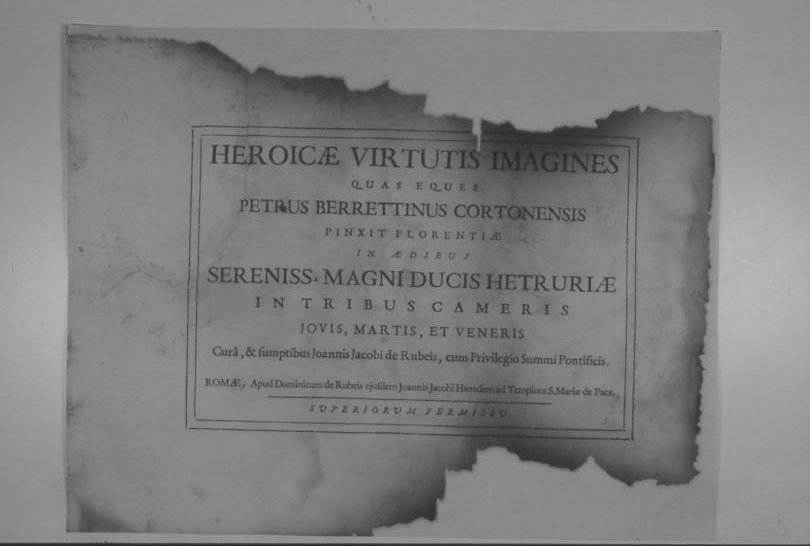 HEROICÆ VIRTUTIS IMAGINES
QUAS EQUES
PETRUS BERRETTINUS CORTONENSIS
PINXIT FLORENTIÆ
IN ÆDIBUS
SERENISS. MAGNI DUCIS HETRURIÆ
IN TRIBUS CAMERIS
JOVIS, MARTIS, ET VENERIS
Curâ, & sumptibus Joannis Jacobi de Rubeis, cum Privilegio Summi Pontificis.
ROMÆ, Apud Dominicum de Rubeis ejusdem Joannis Jacobi Hæredem ad Templum S. Mariæ de Pace.
SUPERIORUM PERMISSU